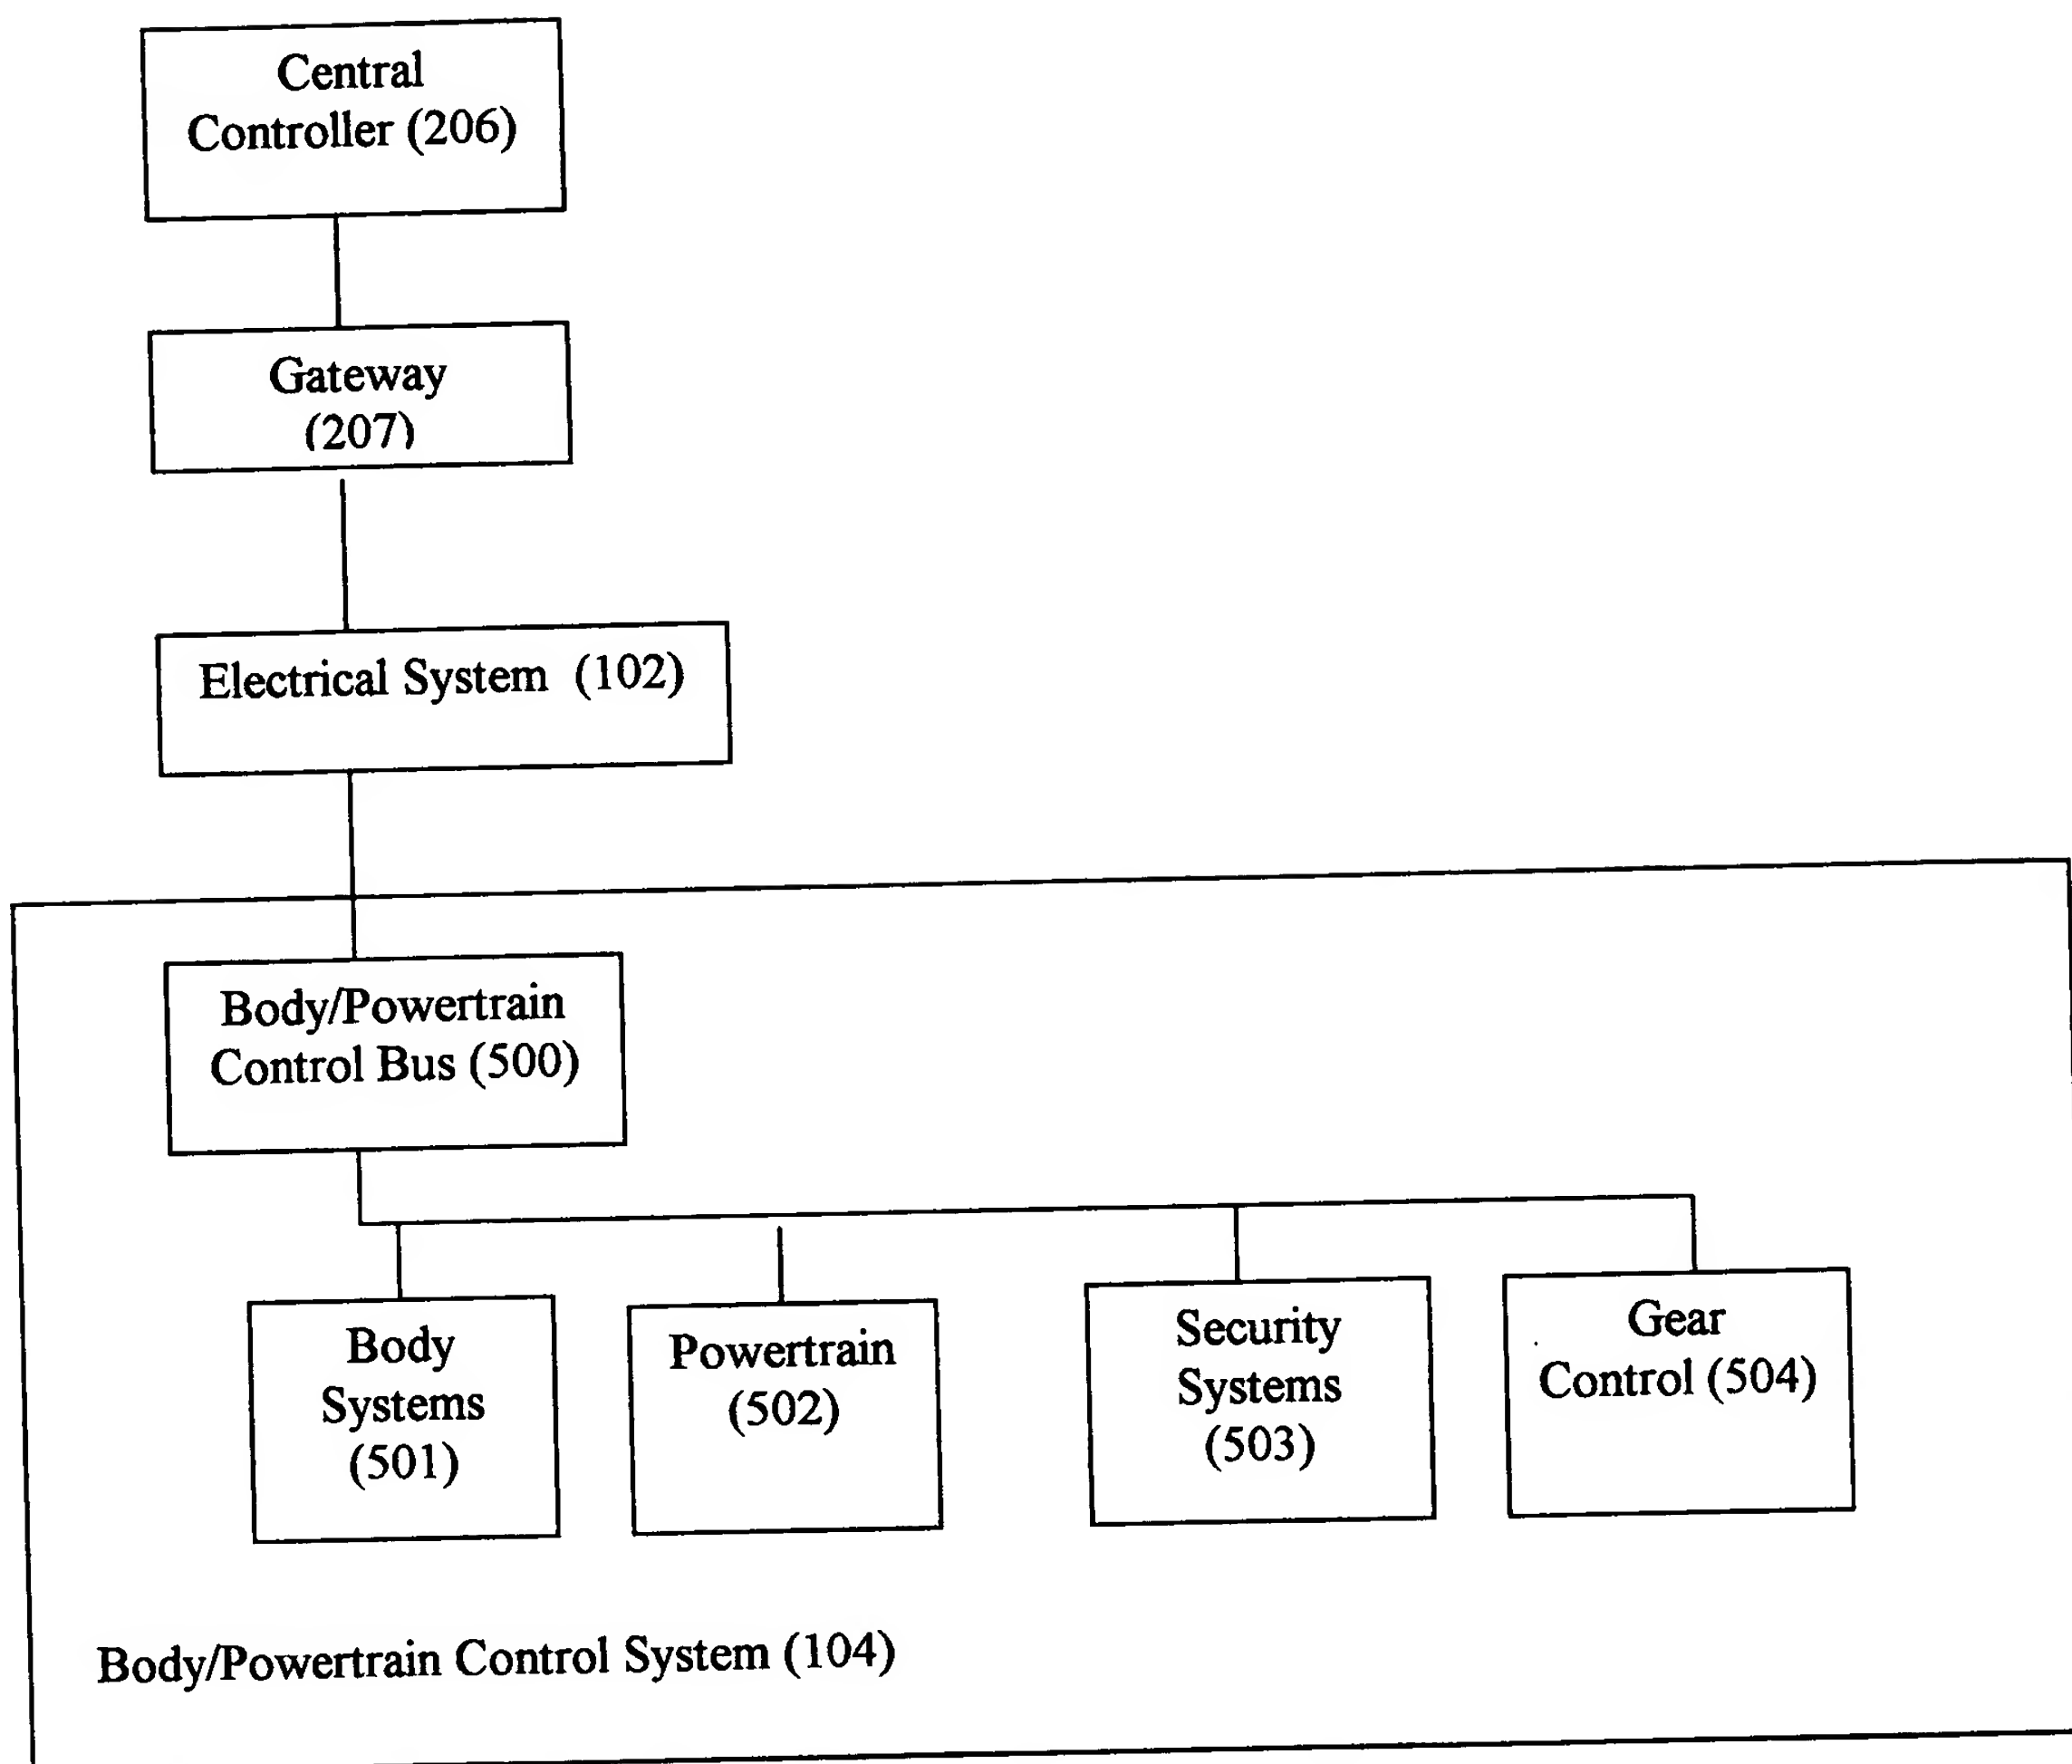 Central
Controller (206)
Gateway
(207)
Electrical System (102)
Body/Powertrain
Control Bus (500)
Body
Systems
(501)
Powertrain
(502)
Security
Systems
(503)
Gear
Control (504)
Body/Powertrain Control System (104)